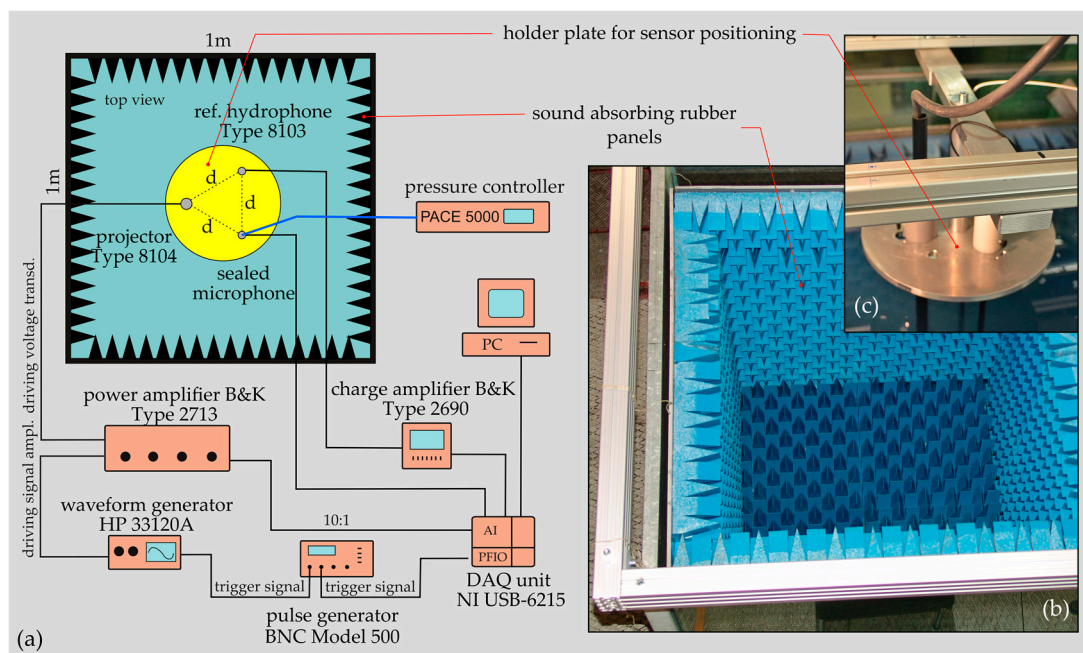 1m
holder plate for sensor positioning
top view
ref. hydrophone
Type 8103
sound absorbing rubber
panels
1m
d
d
d
pressure controller
PACE 5000
projector
Type 8104
sealed
microphone
(c)
PC
driving signal ampl. driving voltage transd.
power amplifier B&K
Type 2713
charge amplifier B&K
Type 2690
waveform generator
HP 33120A
10:1
AI
PFIO
trigger signal
trigger signal
DAQ unit
NI USB-6215
pulse generator
BNC Model 500
(a)
(b)